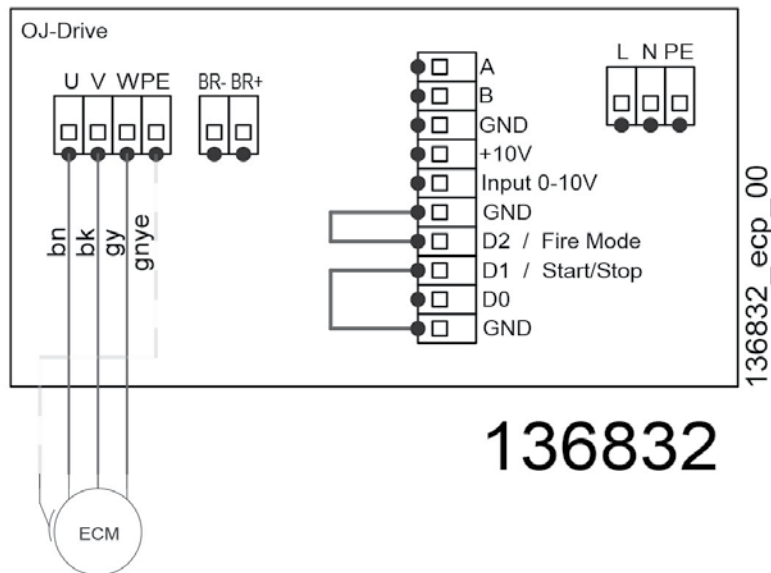 OJ-Drive
U V W PE
BR- BR+
A
B
GND
+10V
Input 0-10V
GND
D2 / Fire Mode
D1 / Start/Stop
D0
GND
L N PE
bn
bk
gy
gnye
ECM
136832_ecp_00
136832